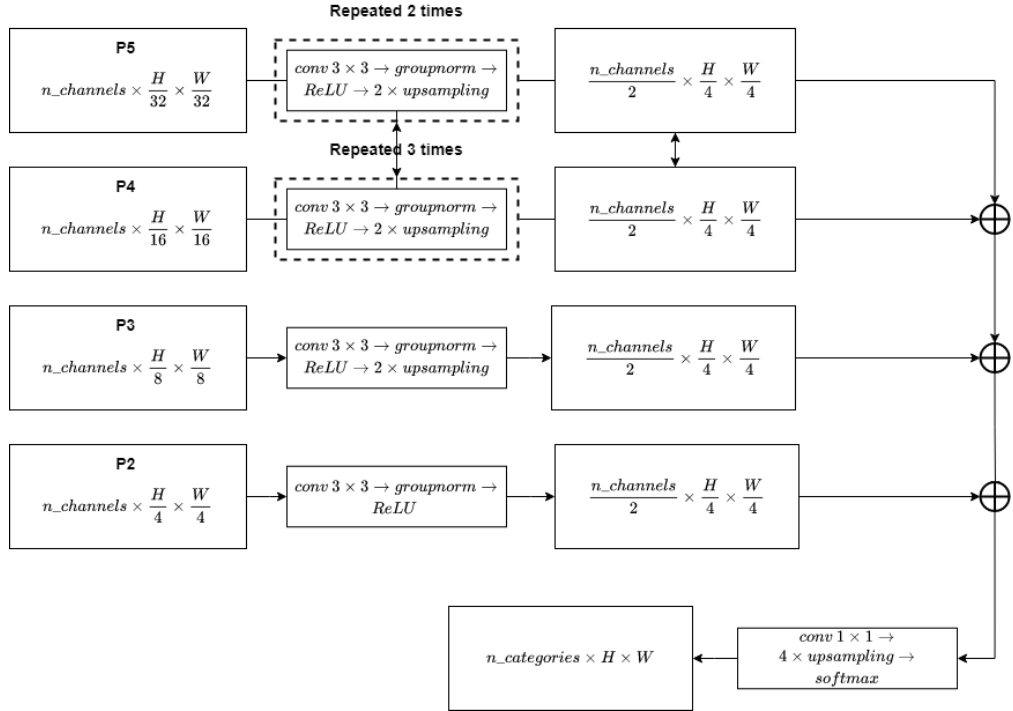 Repeated 2 times
P5
n_channels × H/32 × W/32
conv 3 × 3 → groupnorm →
ReLU → 2 × upsampling
n_channels/2 × H/4 × W/4
Repeated 3 times
P4
n_channels × H/16 × W/16
conv 3 × 3 → groupnorm →
ReLU → 2 × upsampling
n_channels/2 × H/4 × W/4
P3
n_channels × H/8 × W/8
conv 3 × 3 → groupnorm →
ReLU → 2 × upsampling
n_channels/2 × H/4 × W/4
P2
n_channels × H/4 × W/4
conv 3 × 3 → groupnorm →
ReLU
n_channels/2 × H/4 × W/4
n_categories × H × W
conv 1 × 1 →
4 × upsampling →
softmax